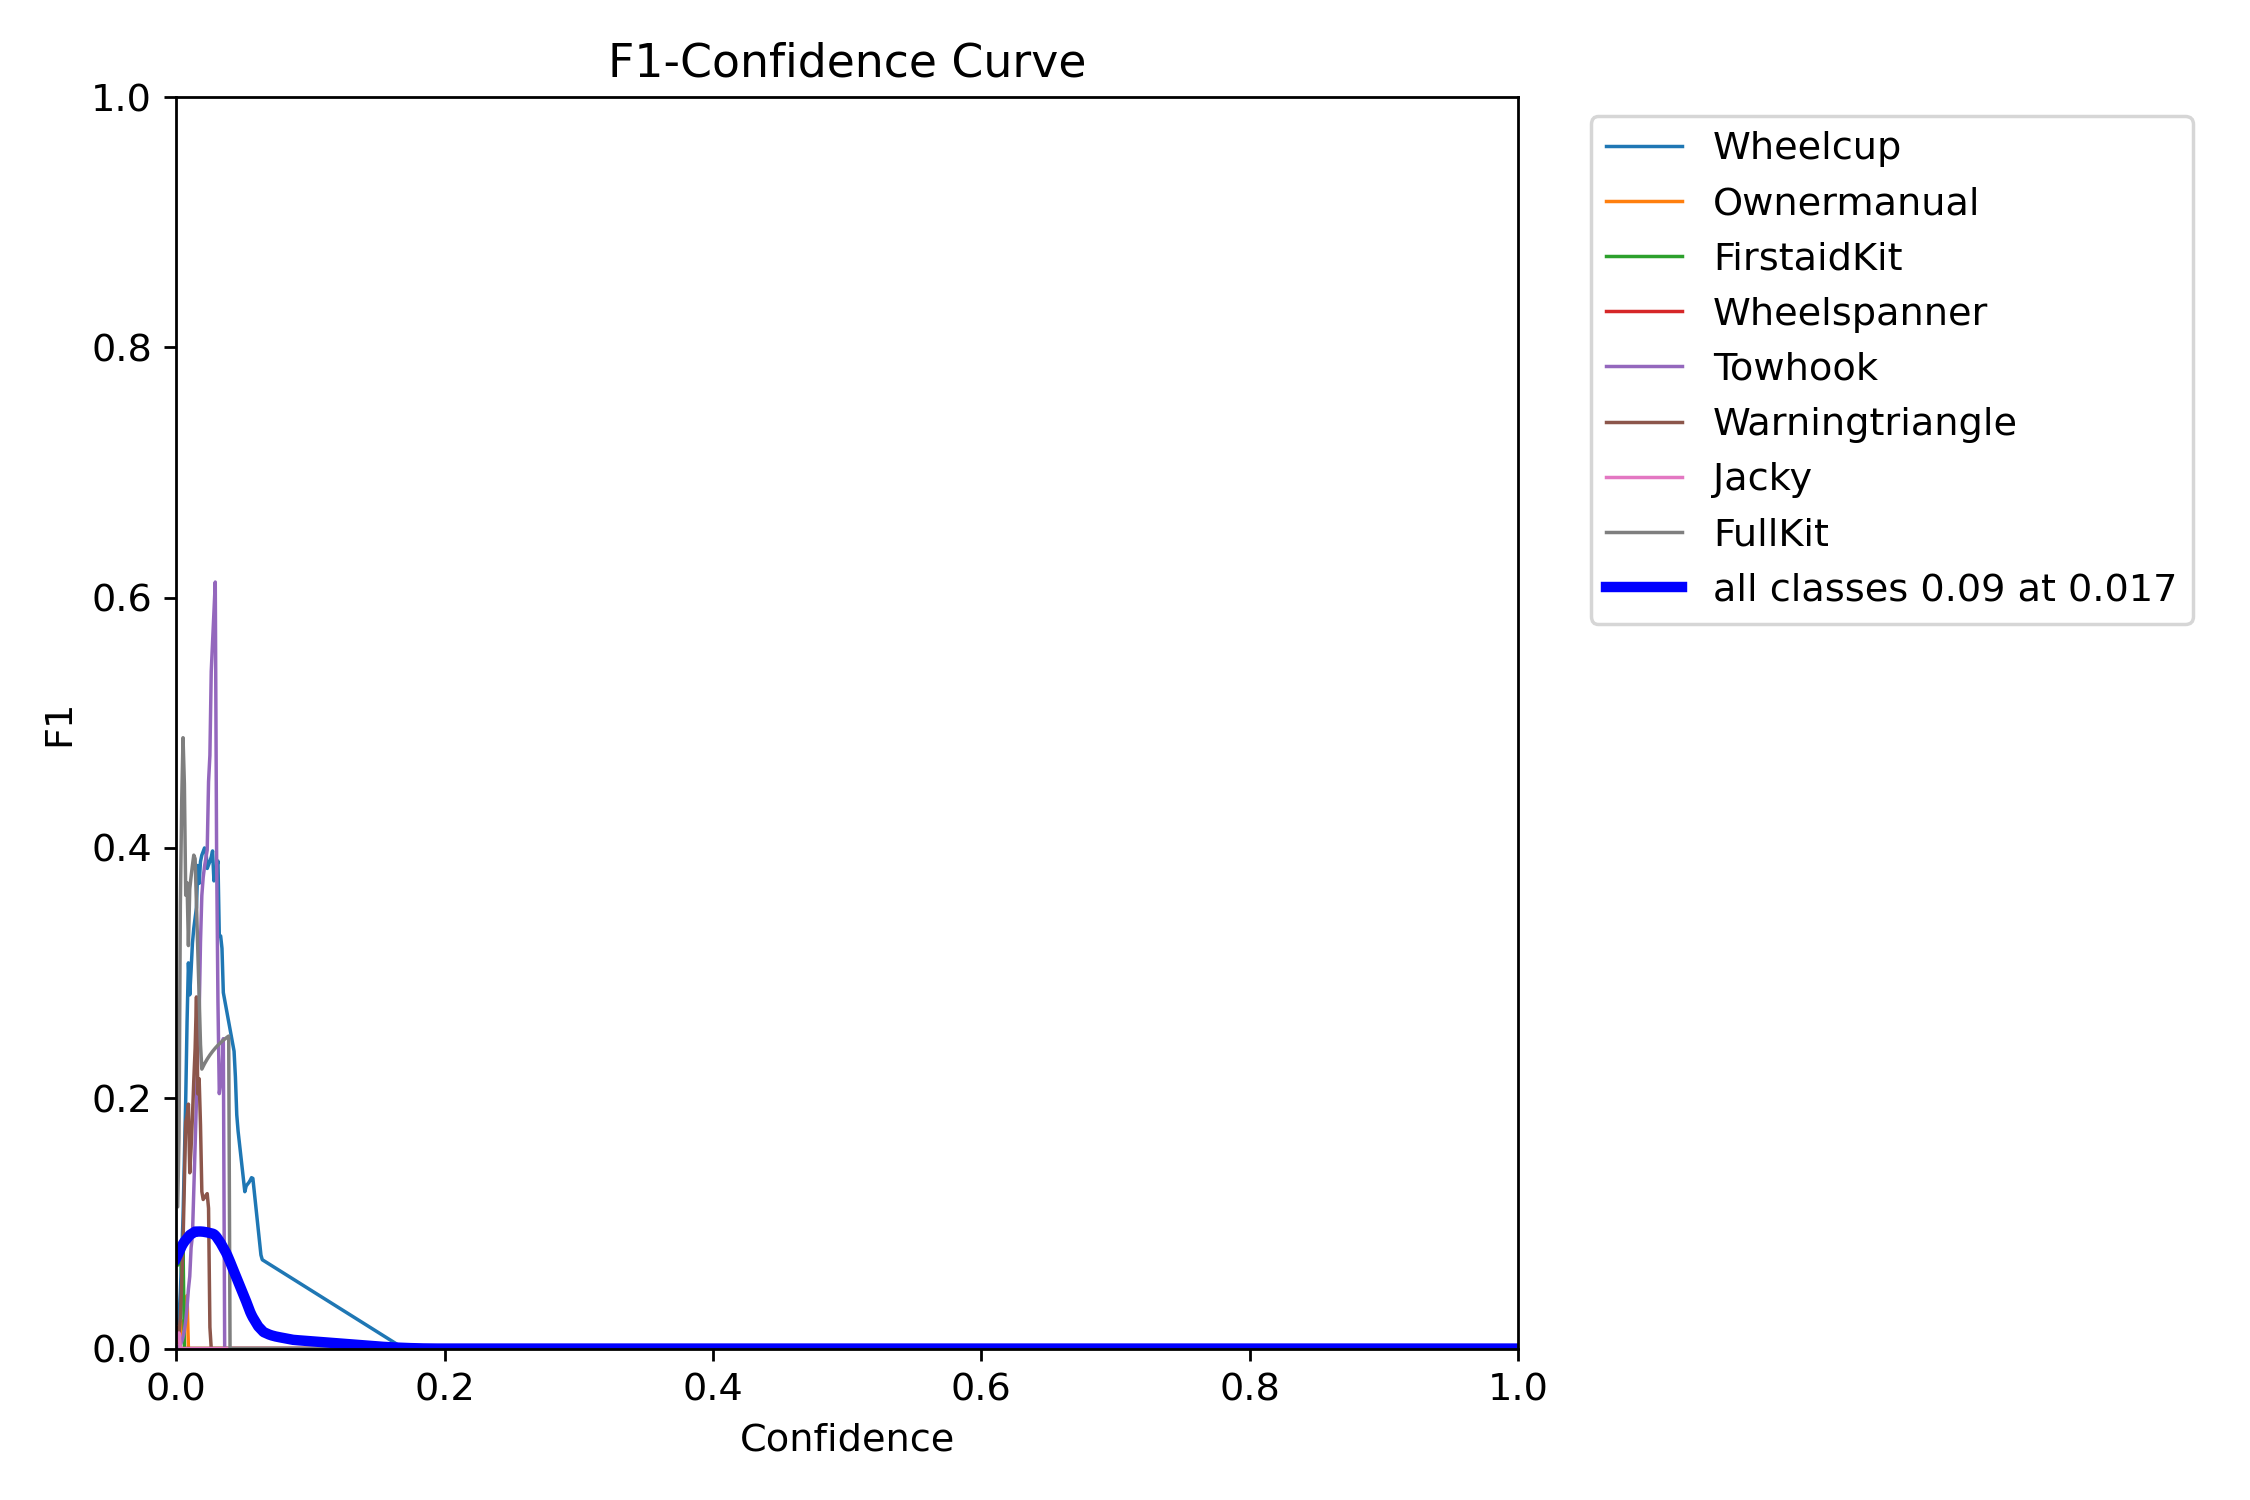 F1-Confidence Curve
1.0
0.8
0.6
0.4
0.2
0.0
F1
0.0 0.2 0.4 0.6 0.8 1.0
Confidence
Wheelcup
Ownermanual
FirstaidKit
Wheelspanner
Towhook
Warningtriangle
Jacky
FullKit
all classes 0.09 at 0.017